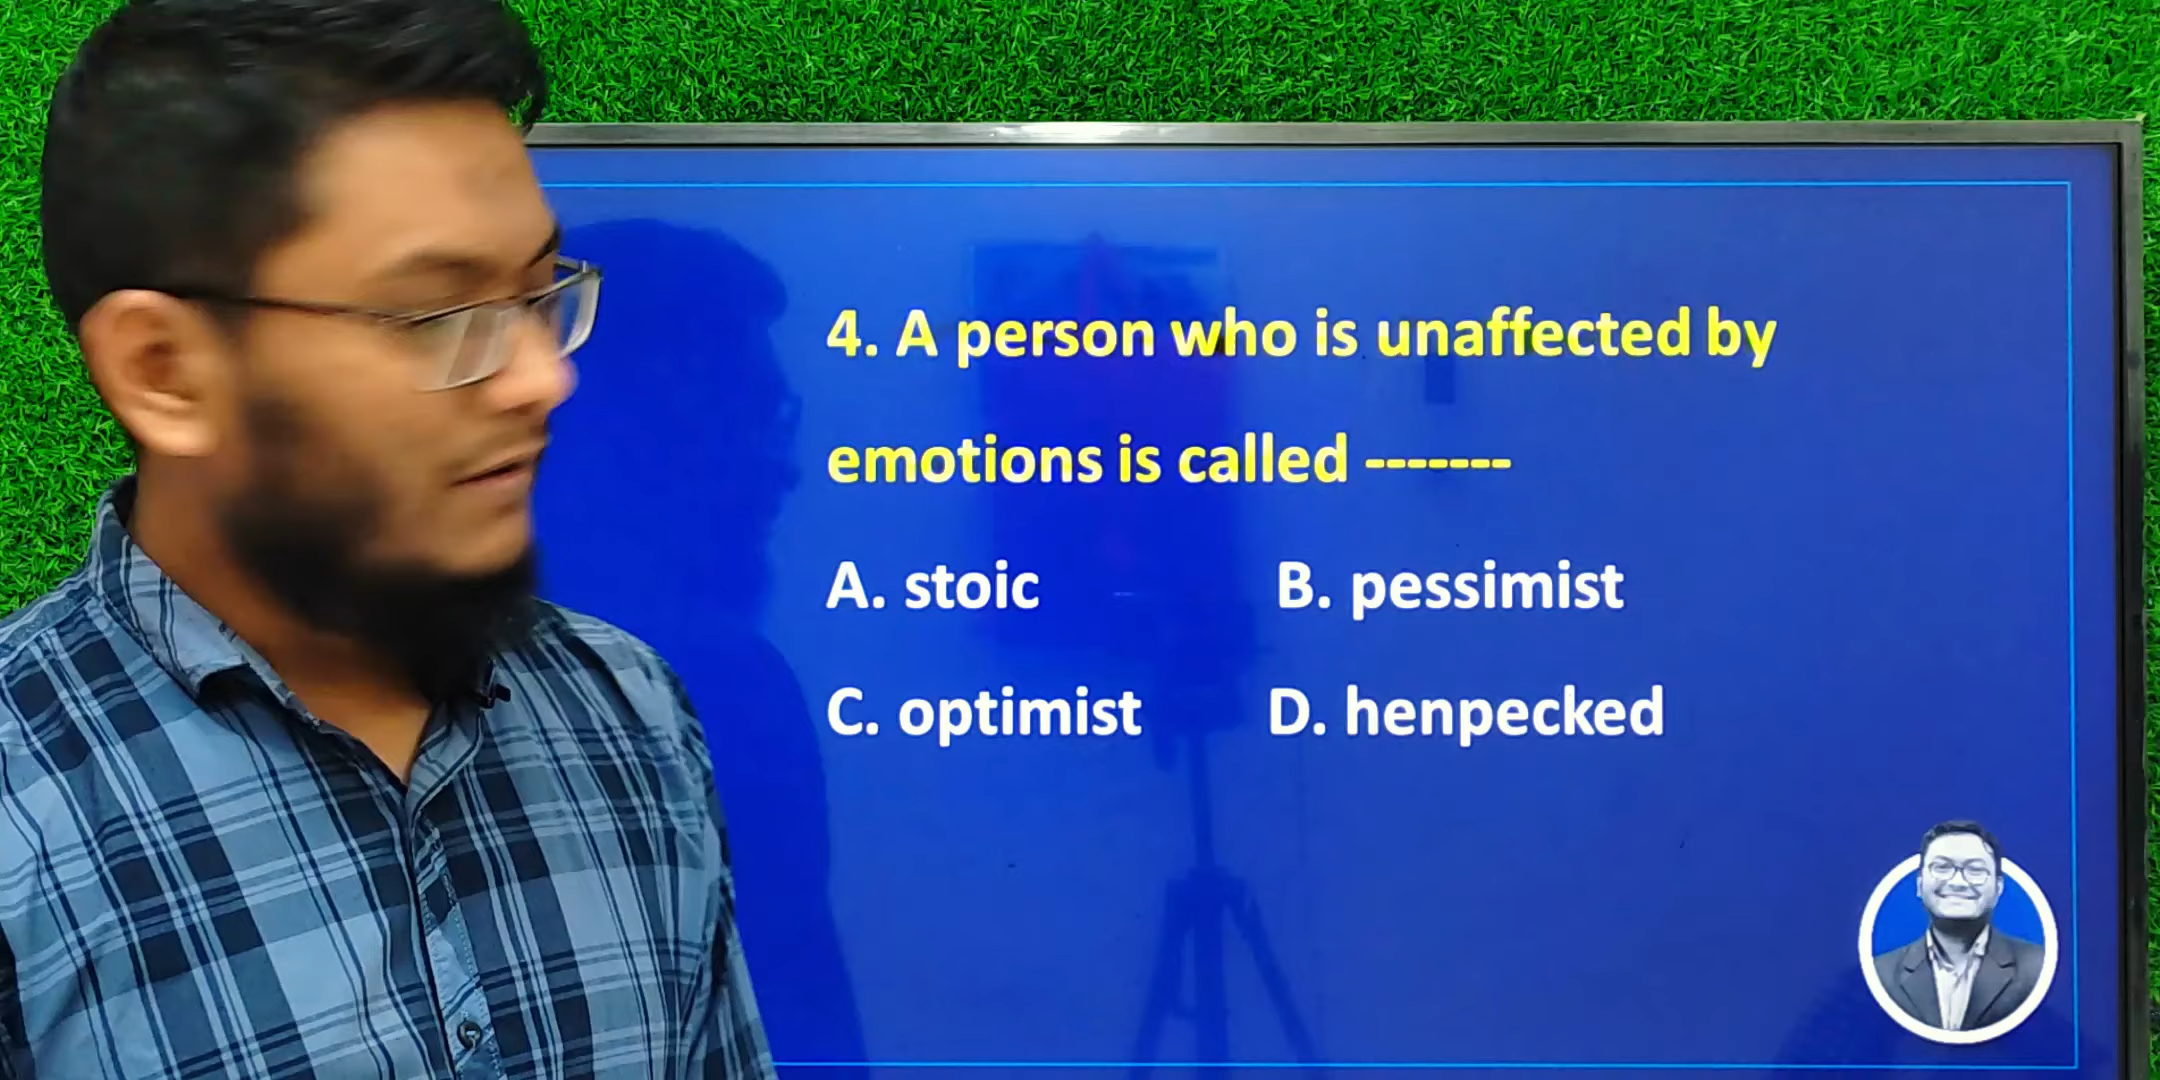 4. A person who is unaffected by
emotions is called -------
A. stoic B. pessimist
C. optimist D. henpecked